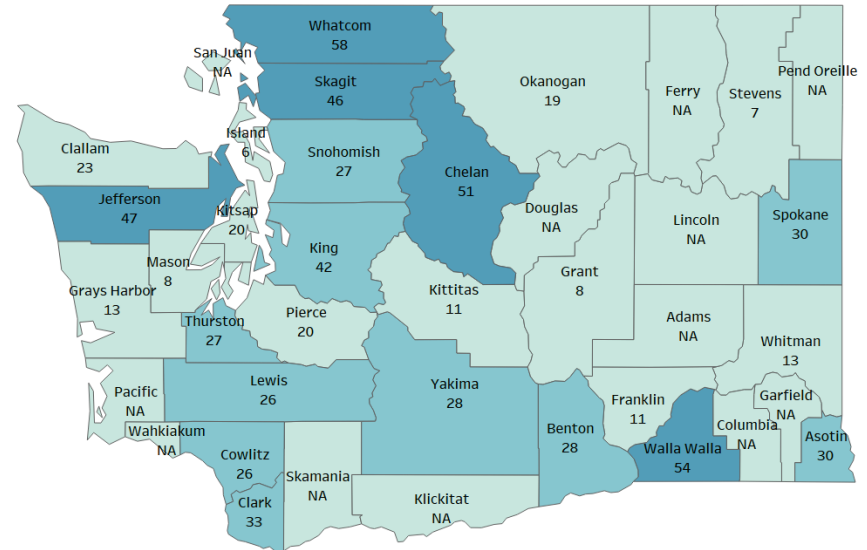 Whatcom
58
San Juan
NA
Skagit
46
Okanogan
19
Ferry
NA
Stevens
7
Pend Oreille
NA
Island
6
Clallam
23
Snohomish
27
Chelan
51
Jefferson
47
Kitsap
20
Douglas
NA
Lincoln
NA
Spokane
30
King
42
Mason
8
Grays Harbor
13
Kittitas
11
Grant
8
Thurston
27
Pierce
20
Adams
NA
Whitman
13
Pacific
NA
Lewis
26
Yakima
28
Franklin
11
Garfield
NA
Wahkiakum
NA
Benton
28
Columbia
NA
Asotin
30
Cowlitz
26
Walla Walla
54
Skamania
NA
Klickitat
NA
Clark
33